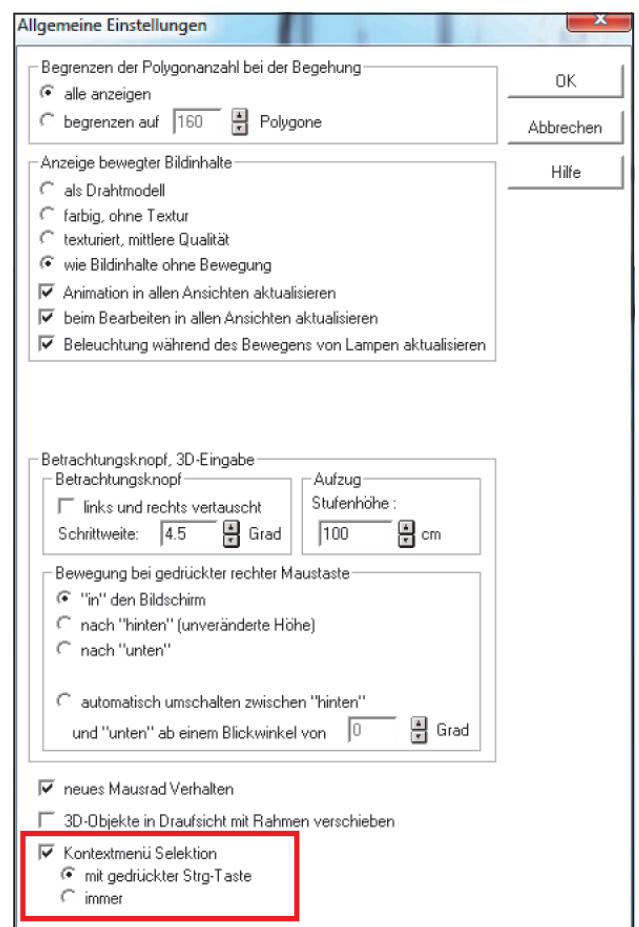 Allgemeine Einstellungen
Begrenzen der Polygonanzahl bei der Begehung
alle anzeigen
begrenzen auf 160 Polygone
OK
Abbrechen
Hilfe
Anzeige bewegter Bildinhalte
als Drahtmodell
farbig, ohne Textur
texturiert, mittlere Qualität
wie Bildinhalte ohne Bewegung
Animation in allen Ansichten aktualisieren
beim Bearbeiten in allen Ansichten aktualisieren
Beleuchtung während des Bewegens von Lampen aktualisieren
Betrachtungsknopf, 3D-Eingabe
Betrachtungsknopf
links und rechts vertauscht
Schrittweite: 4.5 Grad
Aufzug
Stufenhöhe :
100 cm
Bewegung bei gedrückter rechter Maustaste
"in" den Bildschirm
nach "hinten" (unveränderte Höhe)
nach "unten"
automatisch umschalten zwischen "hinten"
und "unten" ab einem Blickwinkel von 0 Grad
neues Mausrad Verhalten
3D-Objekte in Draufsicht mit Rahmen verschieben
Kontextmenü Selektion
mit gedrückter Strg-Taste
immer